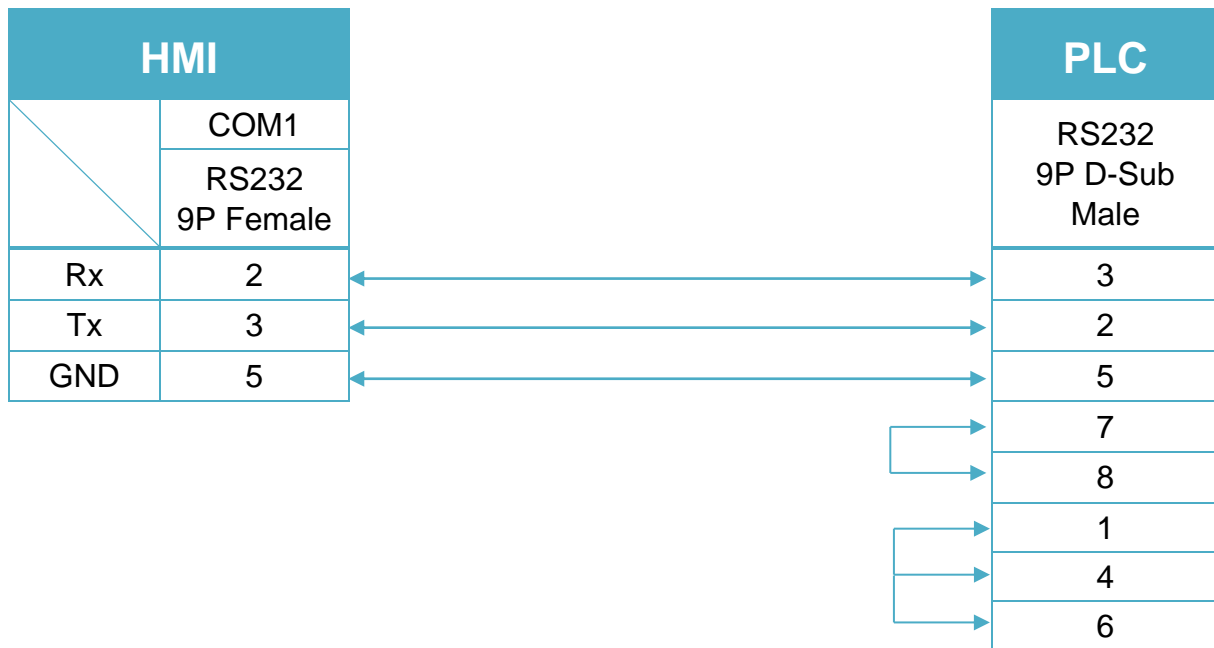 HMI
PLC
COM1
RS232
9P Female
RS232
9P D-Sub
Male
Rx 2 3
Tx 3 2
GND 5 5
7
8
1
4
6